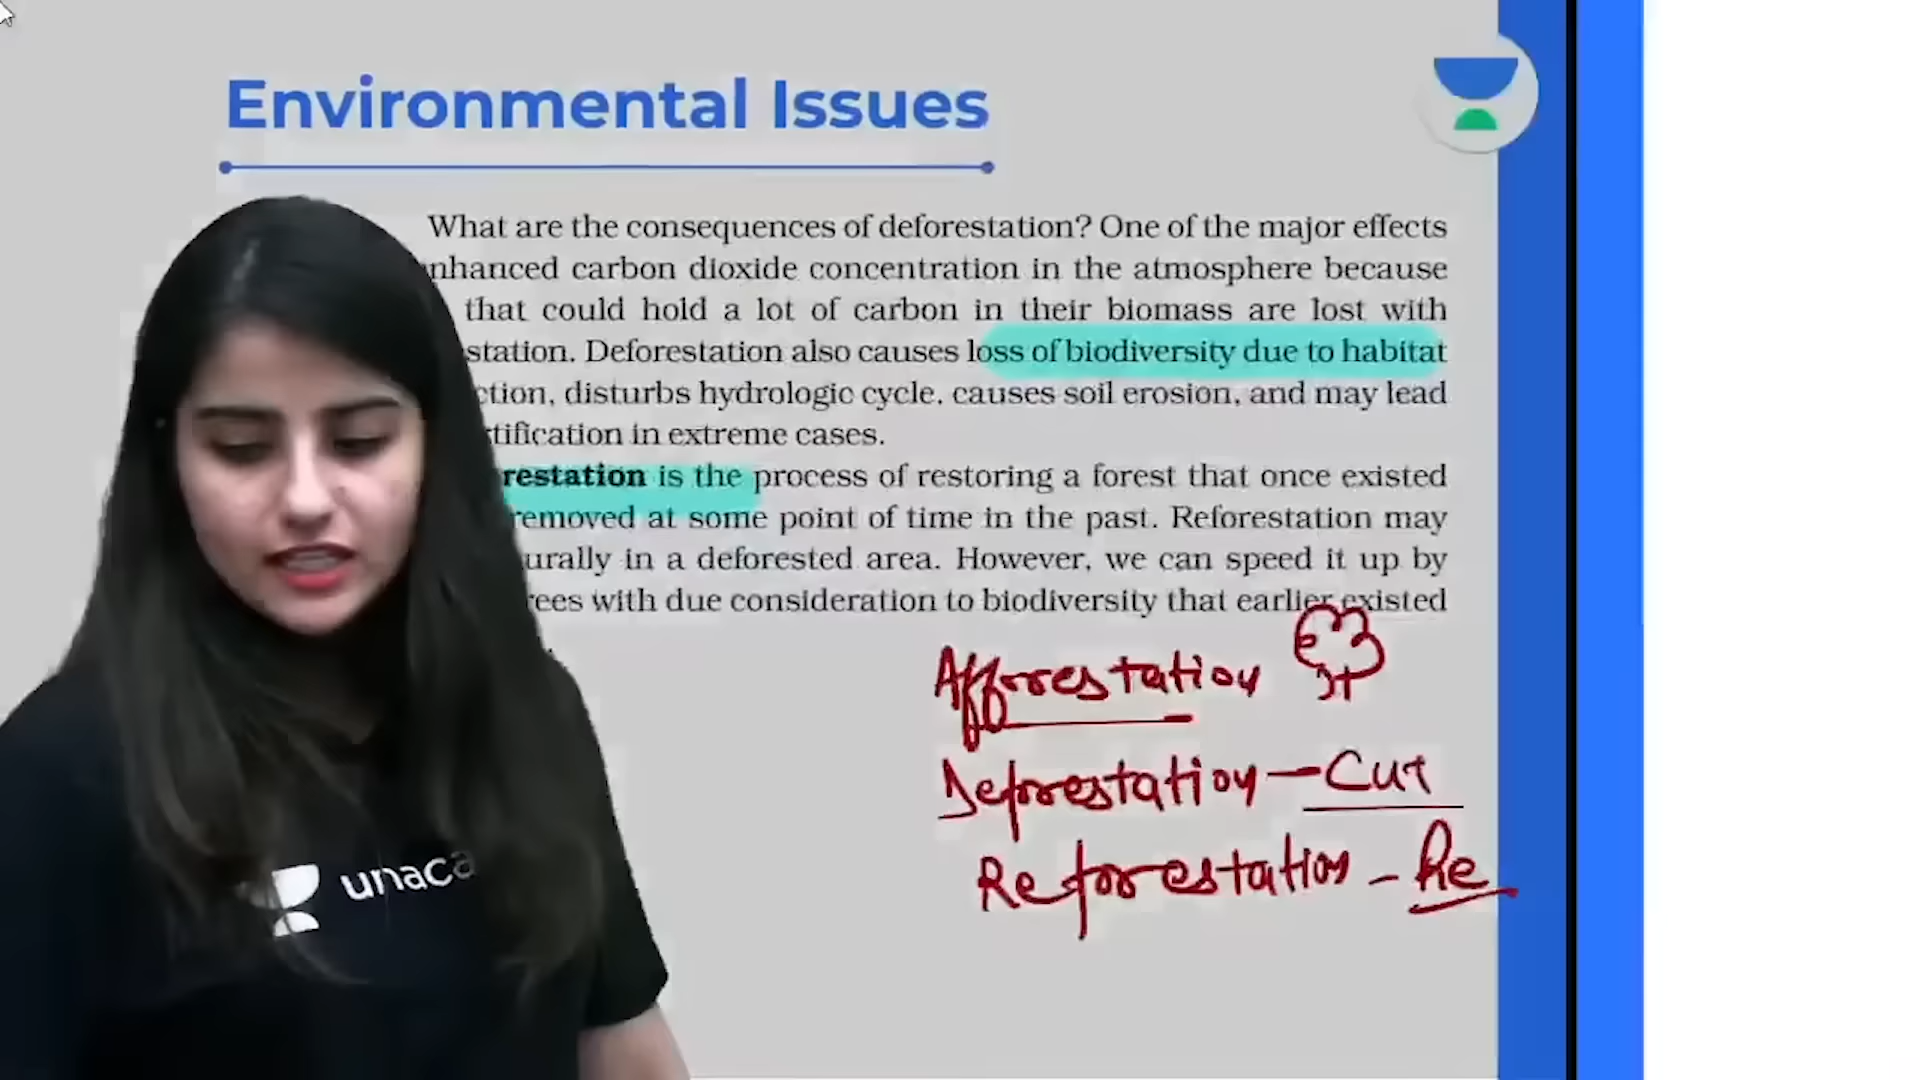 Environmental Issues
What are the consequences of deforestation? One of the major effects
nhanced carbon dioxide concentration in the atmosphere because
that could hold a lot of carbon in their biomass are lost with
station. Deforestation also causes loss of biodiversity due to habitat
ction, disturbs hydrologic cycle, causes soil erosion, and may lead
tification in extreme cases.
restation is the process of restoring a forest that once existed
removed at some point of time in the past. Reforestation may
urally in a deforested area. However, we can speed it up by
rees with due consideration to biodiversity that earlier existed
Afforestation
Deforestation — Cut
Reforestation - Re
unaca